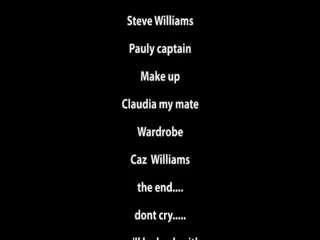 Steve Williams
Pauly captain
Make up
Claudia my mate
Wardrobe
Caz Williams
the end....
dont cry.....